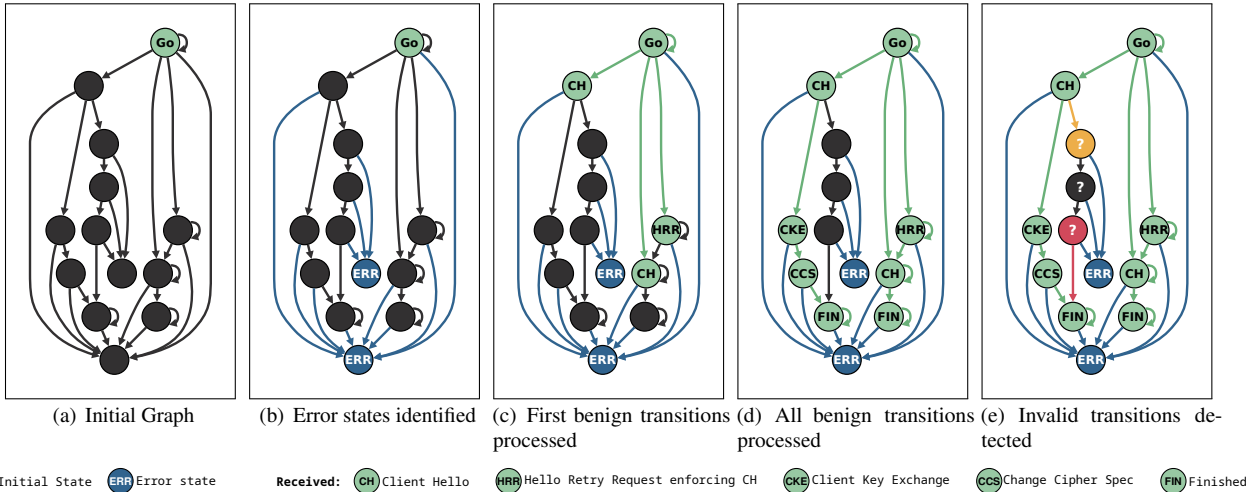 Go
Go
Go
Go
Go
CH
CH
CH
?
?
CKE
HRR
HRR
CKE
?
HRR
ERR
ERR
CH
CCS
ERR
CH
CCS
ERR
CH
FIN
FIN
FIN
FIN
ERR
ERR
ERR
ERR
(a) Initial Graph
(b) Error states identified
(c) First benign transitions
processed
(d) All benign transitions
processed
(e) Invalid transitions de-
tected
Initial State
ERR Error state
Received:
CH Client Hello
HRR Hello Retry Request enforcing CH
CKE Client Key Exchange
CCS Change Cipher Spec
FIN Finished